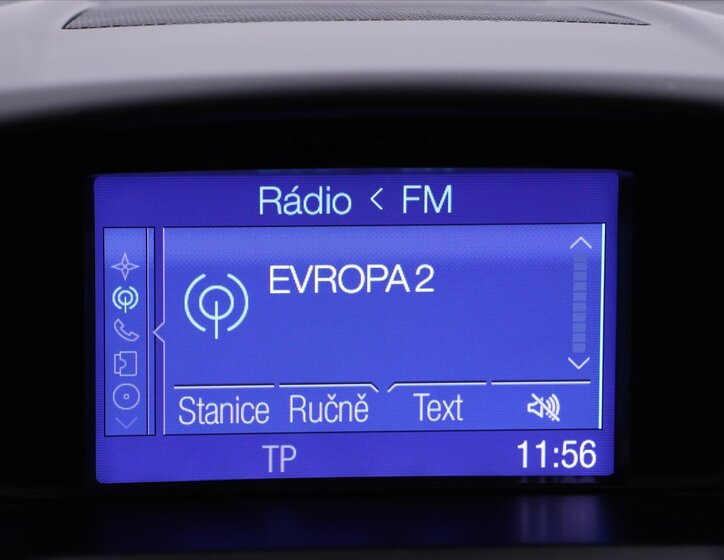 Rádio < FM
EVROPA 2
Stanice Ručně Text
TP 11:56